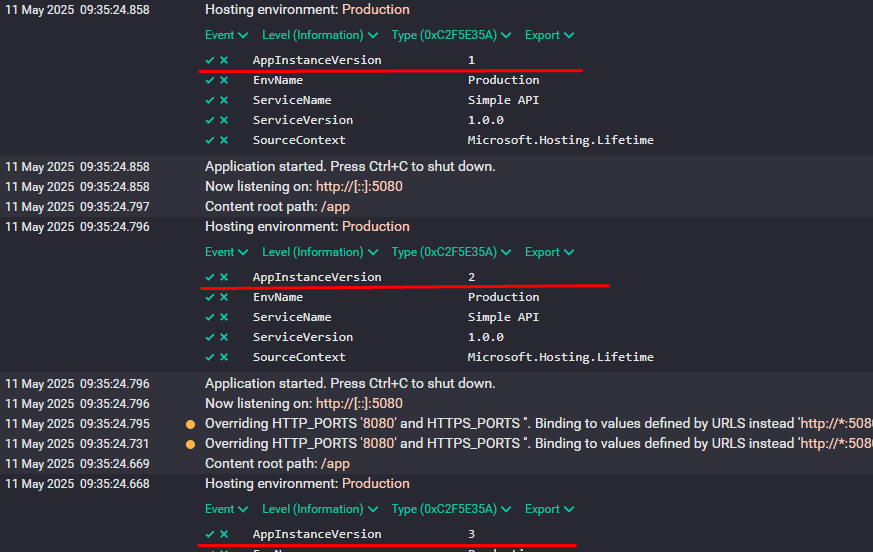 11 May 2025 09:35:24.858 Hosting environment: Production
Event Level (Information) Type (0xC2F5E35A) Export
AppInstanceVersion 1
EnvName Production
ServiceName Simple API
ServiceVersion 1.0.0
SourceContext Microsoft.Hosting.Lifetime
11 May 2025 09:35:24.858 Application started. Press Ctrl+C to shut down.
11 May 2025 09:35:24.858 Now listening on: http://[::]:5080
11 May 2025 09:35:24.797 Content root path: /app
11 May 2025 09:35:24.796 Hosting environment: Production
Event Level (Information) Type (0xC2F5E35A) Export
AppInstanceVersion 2
EnvName Production
ServiceName Simple API
ServiceVersion 1.0.0
SourceContext Microsoft.Hosting.Lifetime
11 May 2025 09:35:24.796 Application started. Press Ctrl+C to shut down.
11 May 2025 09:35:24.796 Now listening on: http://[::]:5080
11 May 2025 09:35:24.795 Overriding HTTP_PORTS '8080' and HTTPS_PORTS ''. Binding to values defined by URLS instead 'http://*:508
11 May 2025 09:35:24.731 Overriding HTTP_PORTS '8080' and HTTPS_PORTS ''. Binding to values defined by URLS instead 'http://*:508
11 May 2025 09:35:24.669 Content root path: /app
11 May 2025 09:35:24.668 Hosting environment: Production
Event Level (Information) Type (0xC2F5E35A) Export
AppInstanceVersion 3